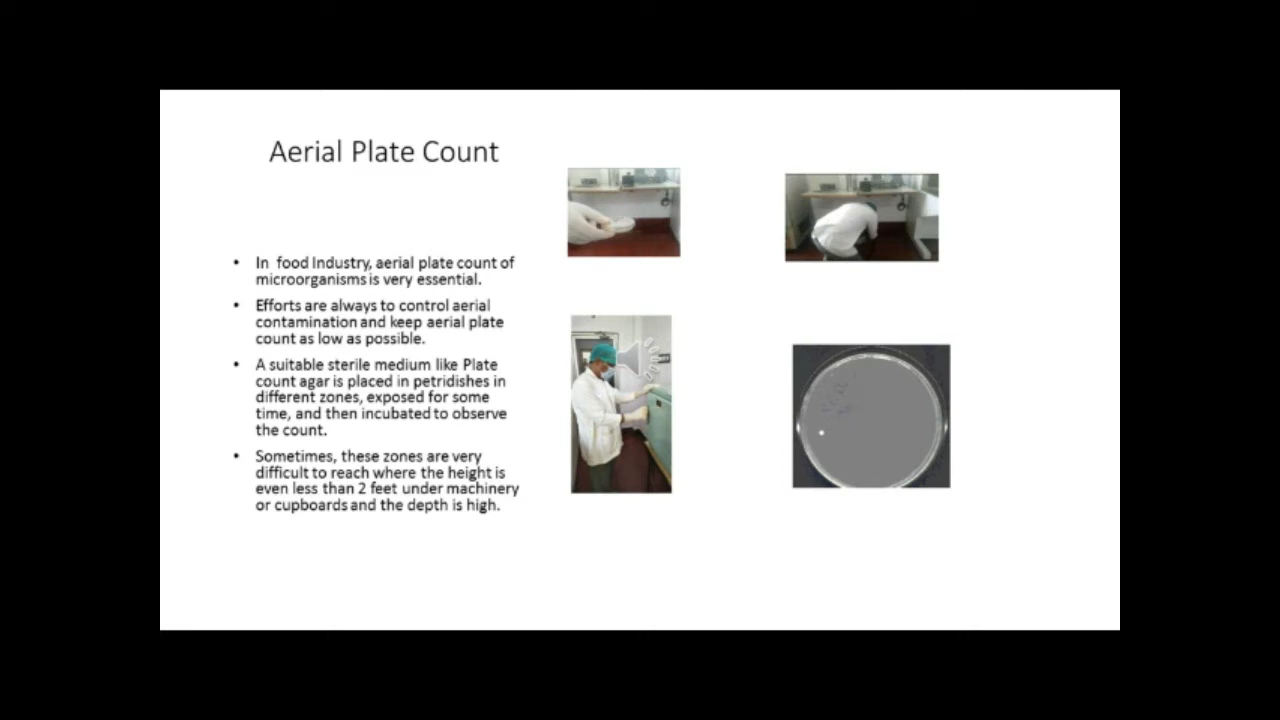 Aerial Plate Count
• In food Industry, aerial plate count of
microorganisms is very essential.
• Efforts are always to control aerial
contamination and keep aerial plate
count as low as possible.
• A suitable sterile medium like Plate
count agar is placed in petridishes in
different zones, exposed for some
time, and then incubated to observe
the count.
• Sometimes, these zones are very
difficult to reach where the height is
even less than 2 feet under machinery
or cupboards and the depth is high.